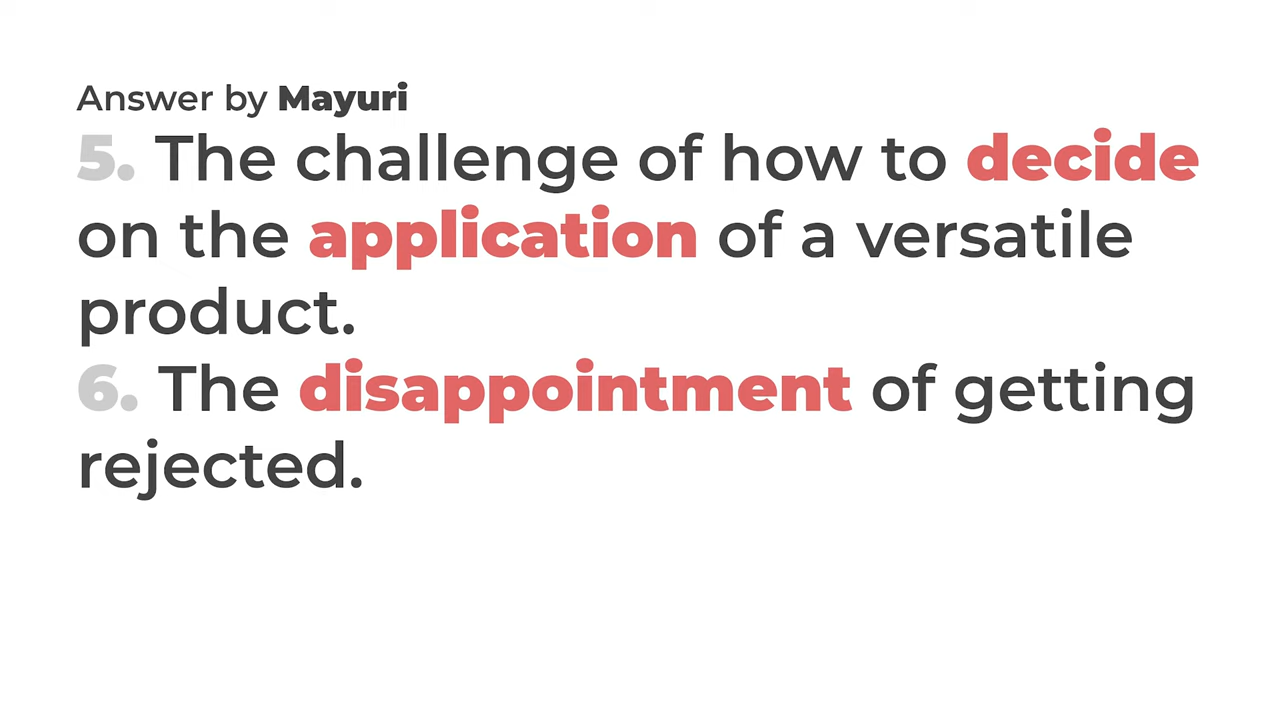 Answer by Mayuri
5. The challenge of how to decide
on the application of a versatile
product.
6. The disappointment of getting
rejected.